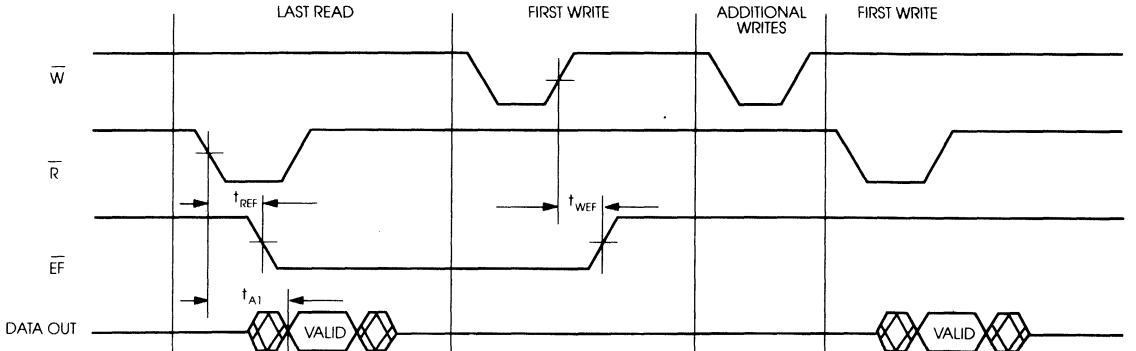 LAST READ
FIRST WRITE
ADDITIONAL
WRITES
FIRST WRITE
W
R
tREF
tWEF
EF
tA1
DATA OUT
VALID
VALID